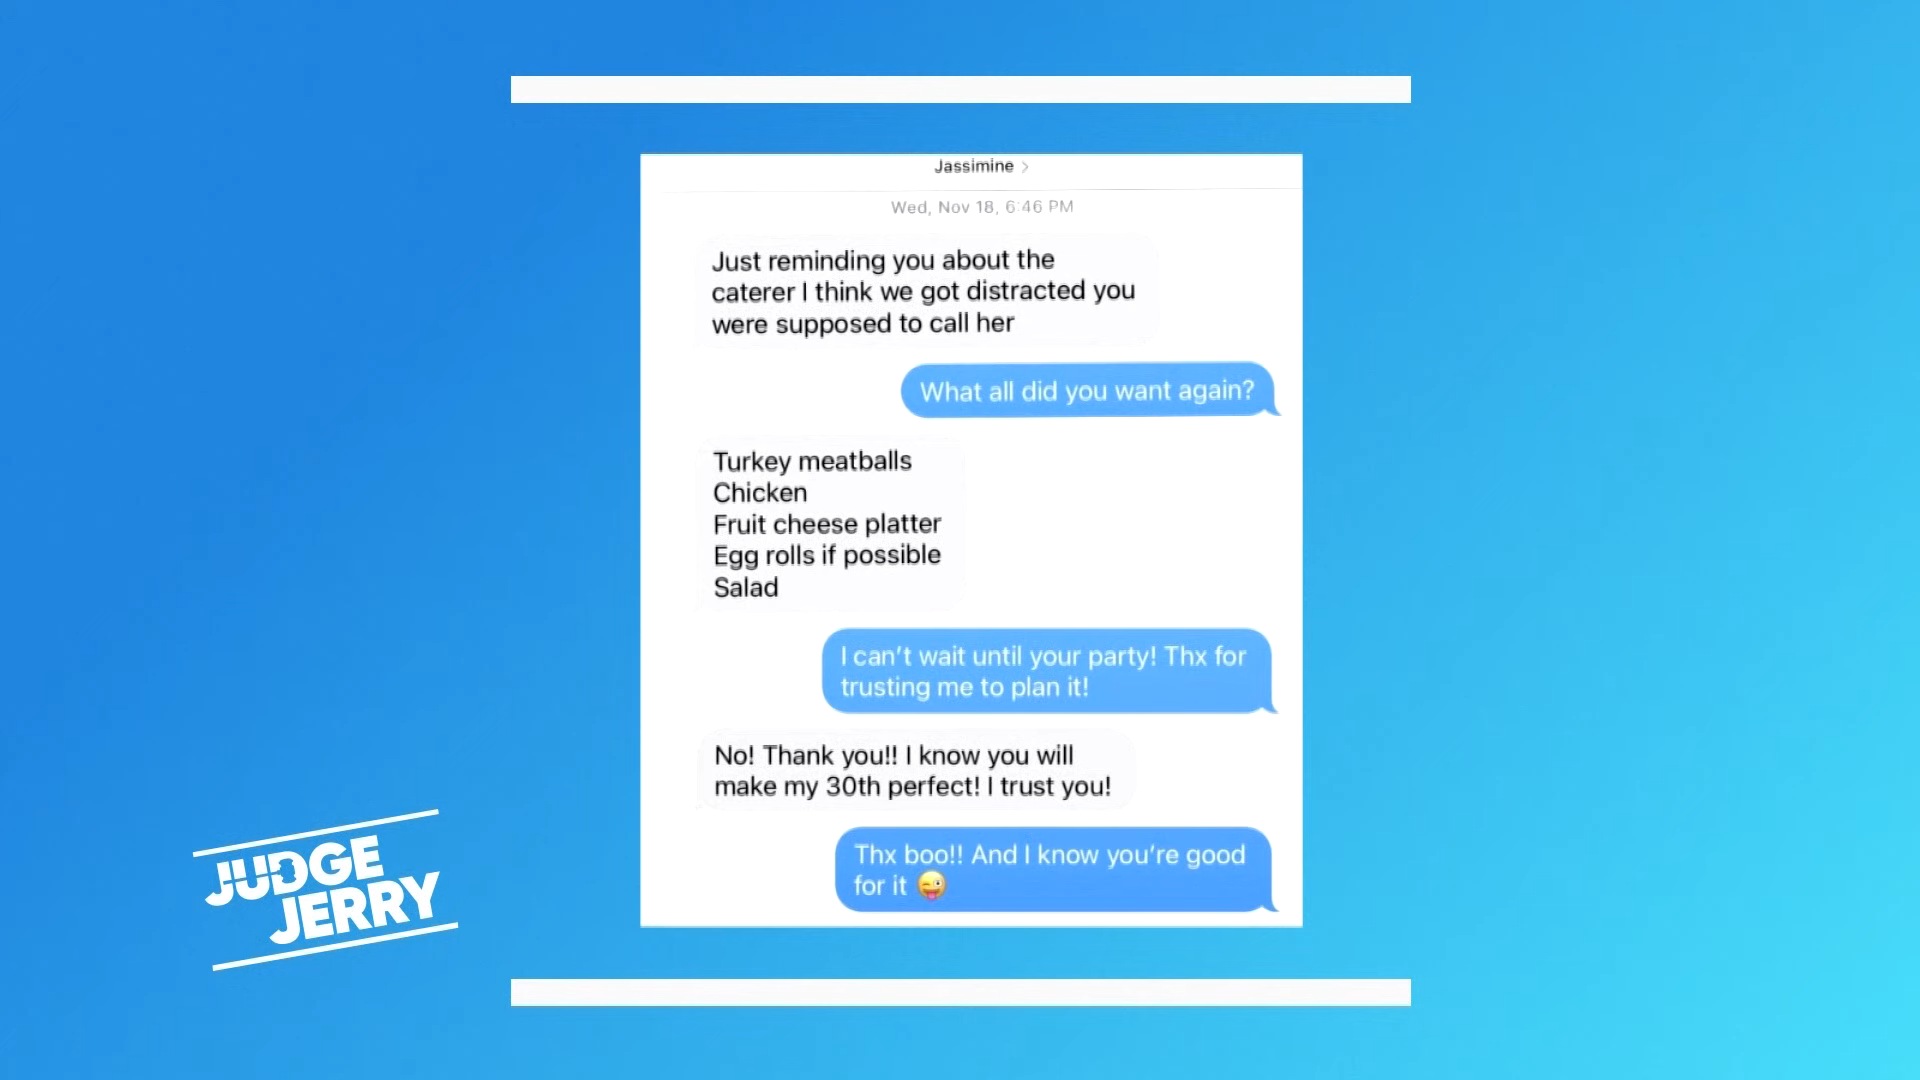 Jassimine >
Wed, Nov 18, 6:46 PM
Just reminding you about the
caterer I think we got distracted you
were supposed to call her
What all did you want again?
Turkey meatballs
Chicken
Fruit cheese platter
Egg rolls if possible
Salad
I can't wait until your party! Thx for
trusting me to plan it!
No! Thank you!! I know you will
make my 30th perfect! I trust you!
Thx boo!! And I know you're good
for it 😜
JUDGE
JERRY